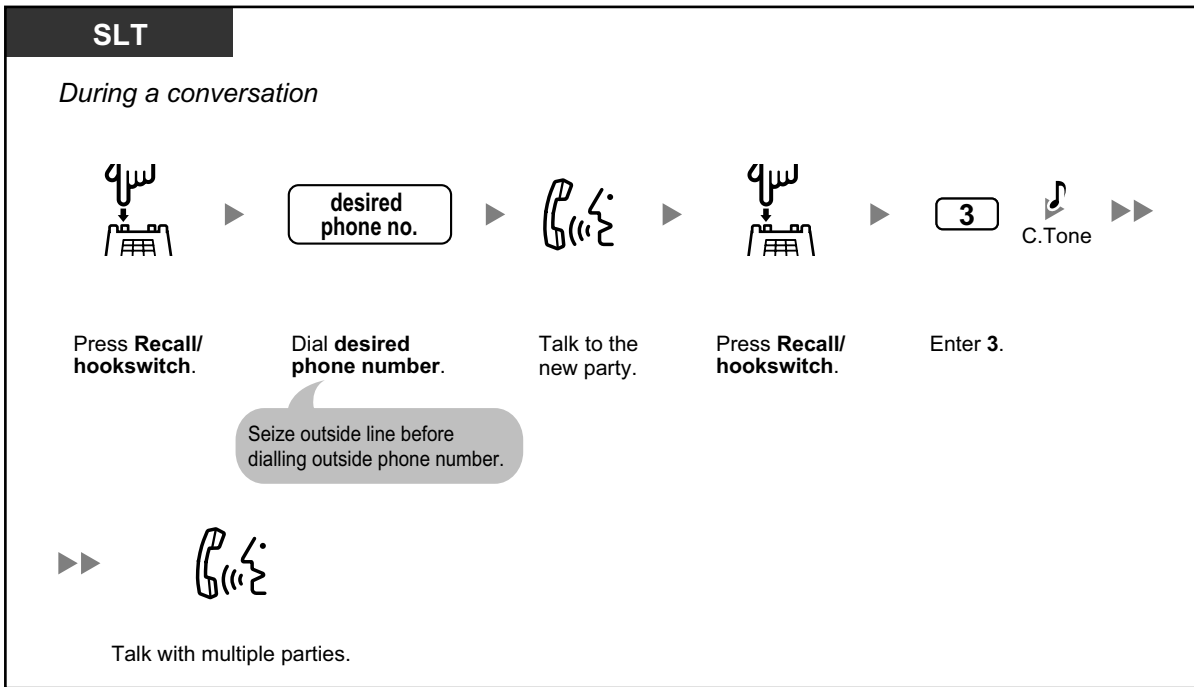 SLT
During a conversation
desired
phone no.
3
C.Tone
Press Recall/
hookswitch.
Dial desired
phone number.
Talk to the
new party.
Press Recall/
hookswitch.
Enter 3.
Seize outside line before
dialling outside phone number.
Talk with multiple parties.